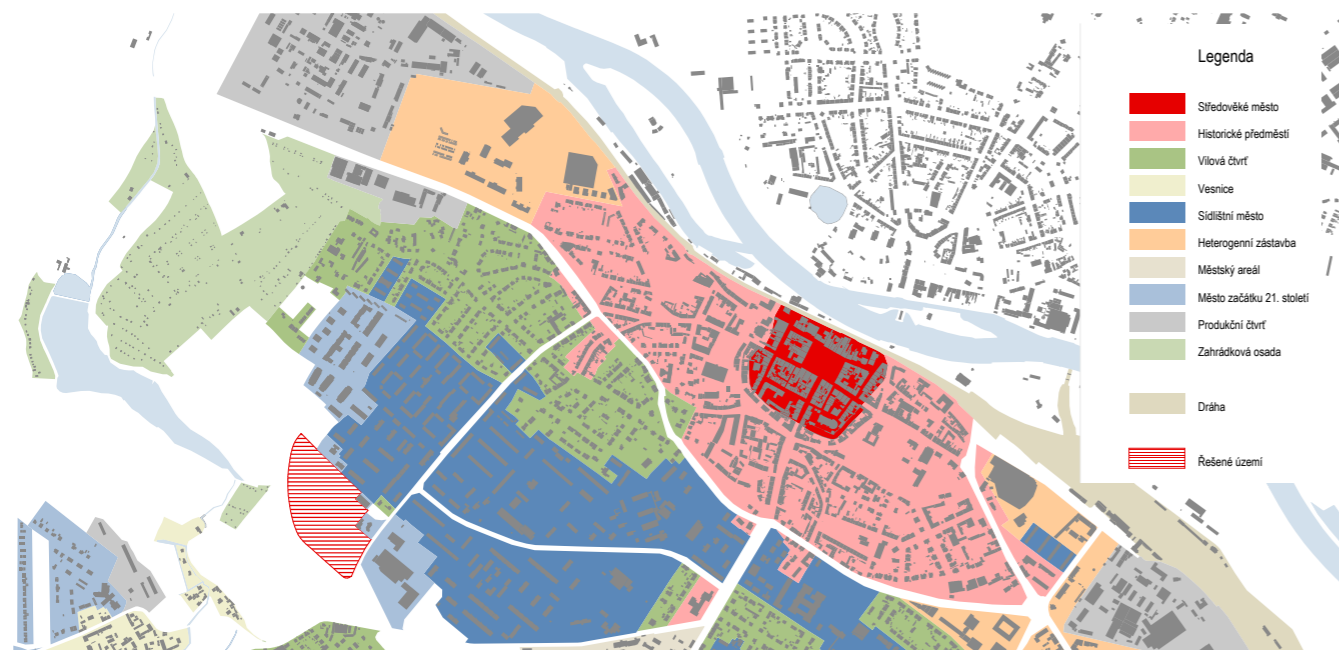 Legenda
Středověké město
Historické předměstí
Vilová čtvrť
Vesnice
Sídlištní město
Heterogenní zástavba
Městský areál
Město začátku 21. století
Produkční čtvrť
Zahrádková osada
Dráha
Řešené území